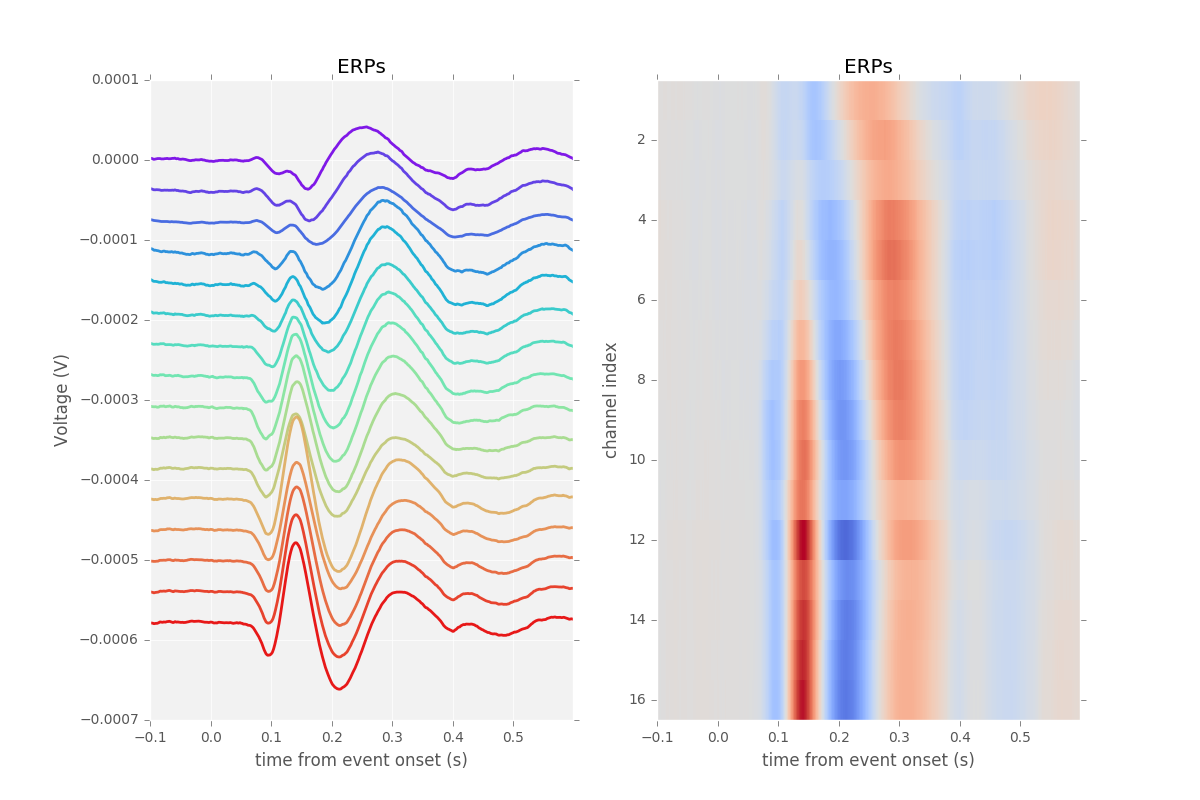 ERPs
0.0001
0.0000
−0.0001
−0.0002
−0.0003
−0.0004
−0.0005
−0.0006
−0.0007
Voltage (V)
−0.1 0.0 0.1 0.2 0.3 0.4 0.5
time from event onset (s)
ERPs
2
4
6
8
10
12
14
16
channel index
−0.1 0.0 0.1 0.2 0.3 0.4 0.5
time from event onset (s)